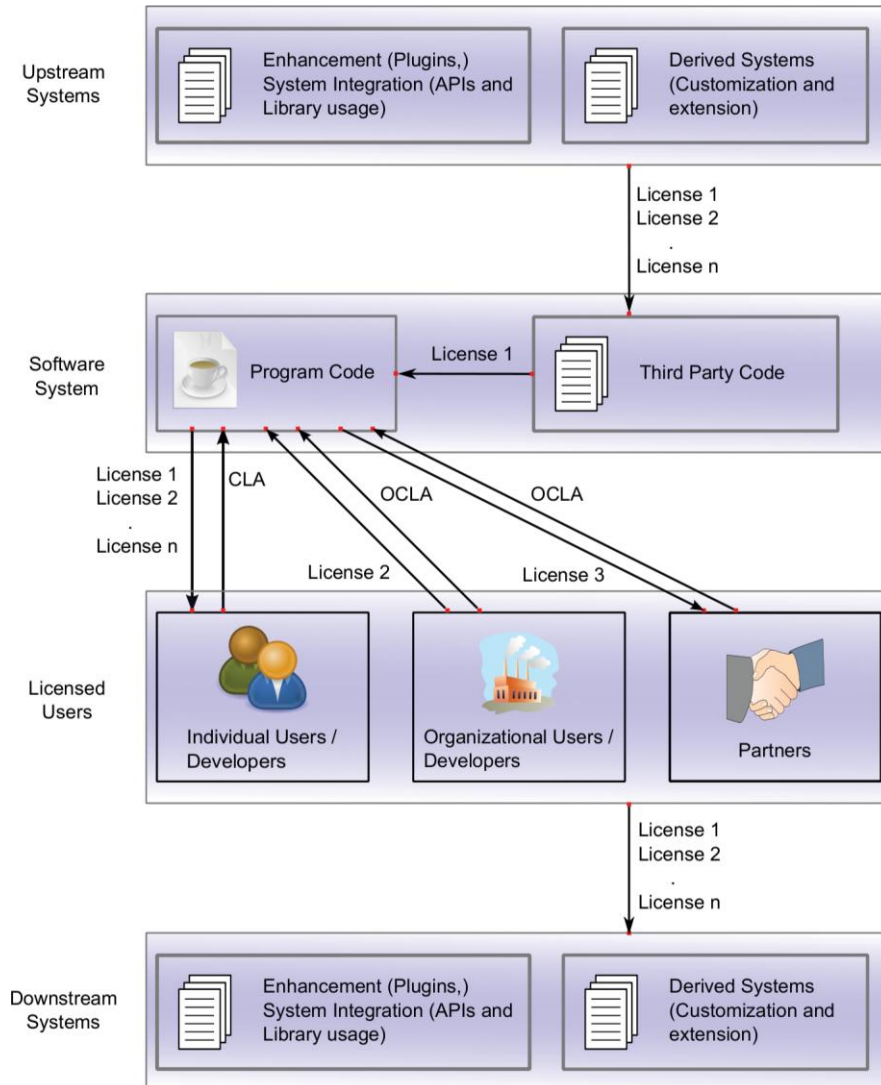 Upstream
Systems
Enhancement (Plugins,)
System Integration (APIs and
Library usage)
Derived Systems
(Customization and
extension)
License 1
License 2
.
License n
Software
System
Program Code
License 1
Third Party Code
License 1
License 2
.
License n
CLA
OCLA
License 2
OCLA
License 3
Licensed
Users
Individual Users /
Developers
Organizational Users /
Developers
Partners
License 1
License 2
.
License n
Downstream
Systems
Enhancement (Plugins,)
System Integration (APIs and
Library usage)
Derived Systems
(Customization and
extension)